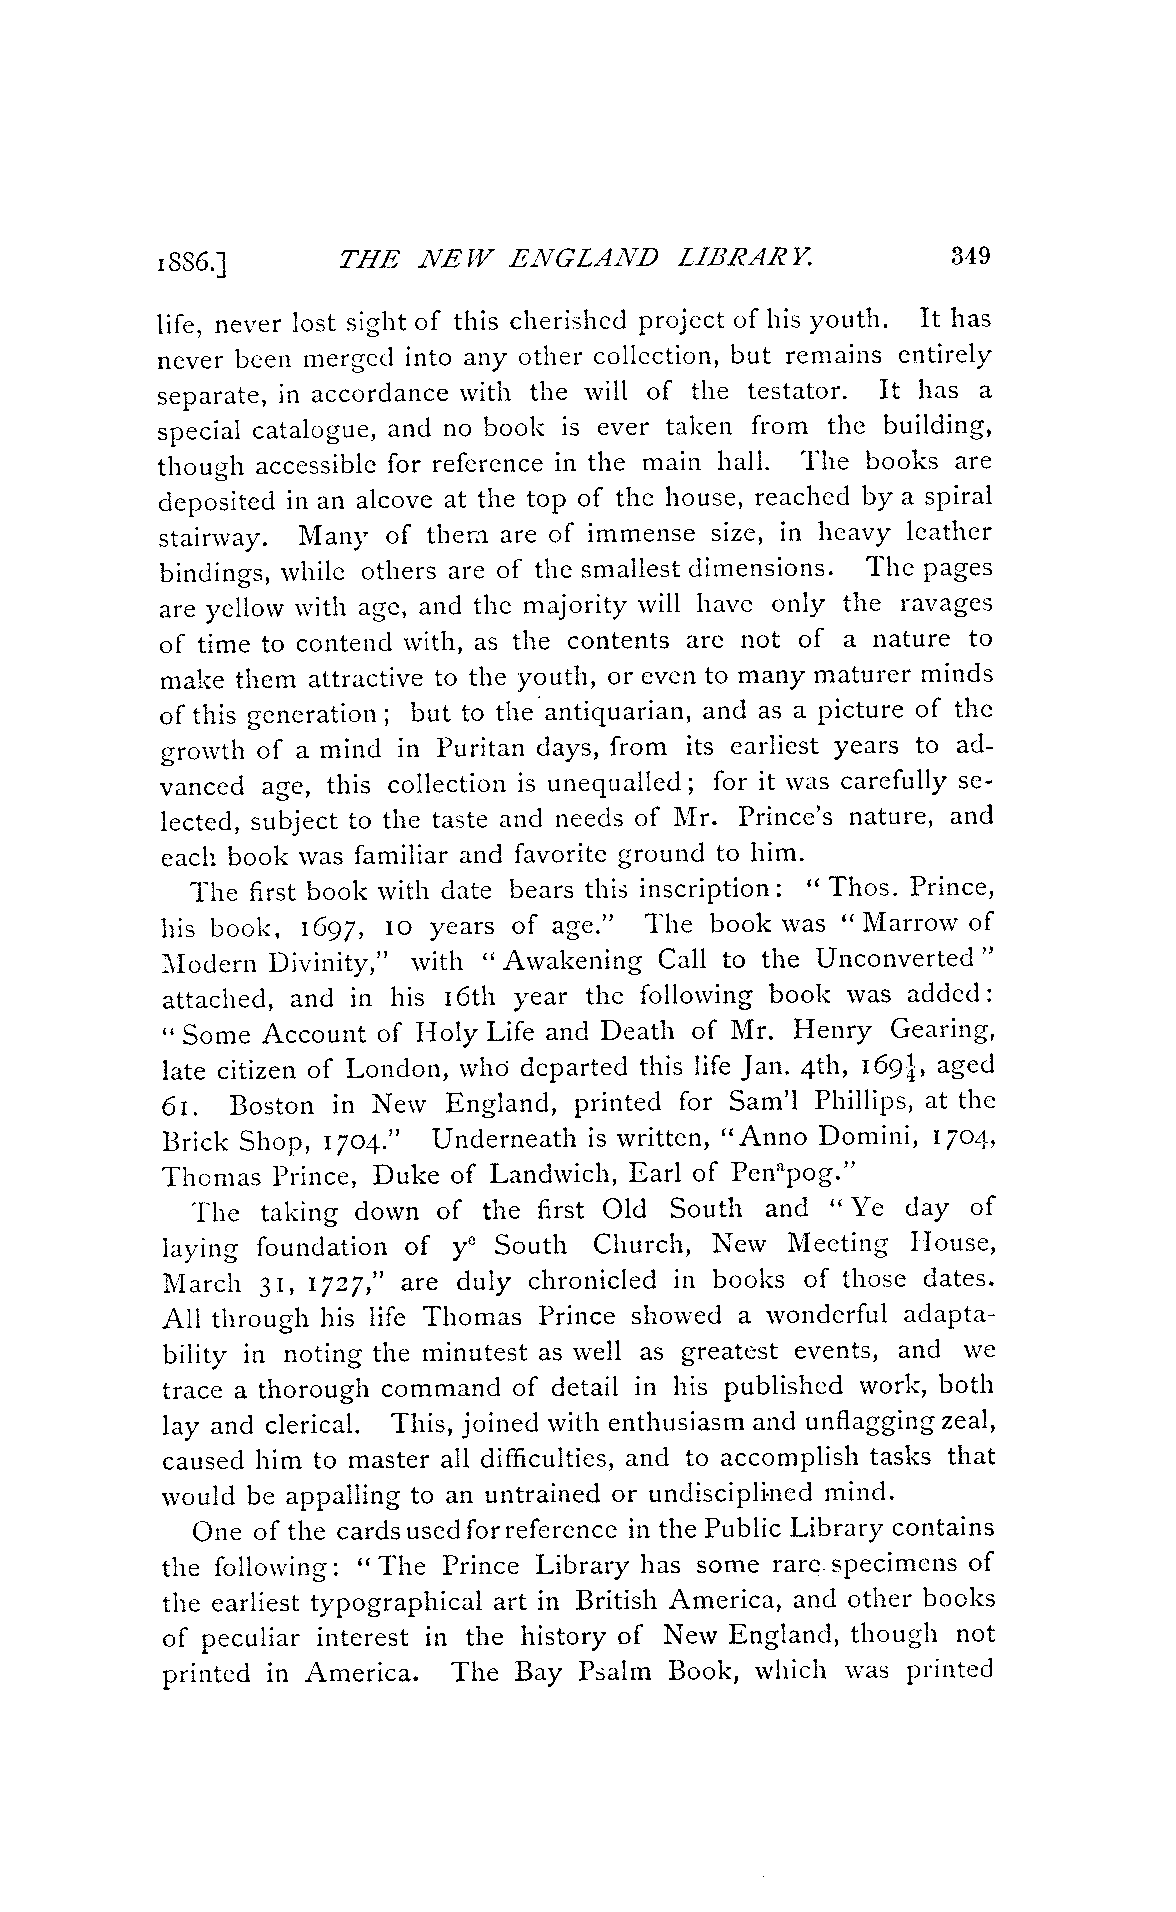 1886.] THE NEW ENGLAND LIBRARY. 349
life, never lost sight of this cherished project of his youth. It has
never been merged into any other collection, but remains entirely
separate, in accordance with the will of the testator. It has a
special catalogue, and no book is ever taken from the building,
though accessible for reference in the main hall. The books are
deposited in an alcove at the top of the house, reached by a spiral
stairway. Many of them are of immense size, in heavy leather
bindings, while others are of the smallest dimensions. The pages
are yellow with age, and the majority will have only the ravages
of time to contend with, as the contents are not of a nature to
make them attractive to the youth, or even to many maturer minds
of this generation; but to the antiquarian, and as a picture of the
growth of a mind in Puritan days, from its earliest years to ad-
vanced age, this collection is unequalled; for it was carefully se-
lected, subject to the taste and needs of Mr. Prince's nature, and
each book was familiar and favorite ground to him.
The first book with date bears this inscription: "Thos. Prince,
his book, 1697, 10 years of age." The book was "Marrow of
Modern Divinity," with "Awakening Call to the Unconverted"
attached, and in his 16th year the following book was added:
"Some Account of Holy Life and Death of Mr. Henry Gearing,
late citizen of London, who departed this life Jan. 4th, 169¼, aged
61. Boston in New England, printed for Sam'l Phillips, at the
Brick Shop, 1704." Underneath is written, "Anno Domini, 1704,
Thomas Prince, Duke of Landwich, Earl of Penᵃpog."
The taking down of the first Old South and "Ye day of
laying foundation of yᵉ South Church, New Meeting House,
March 31, 1727," are duly chronicled in books of those dates.
All through his life Thomas Prince showed a wonderful adapta-
bility in noting the minutest as well as greatest events, and we
trace a thorough command of detail in his published work, both
lay and clerical. This, joined with enthusiasm and unflagging zeal,
caused him to master all difficulties, and to accomplish tasks that
would be appalling to an untrained or undisciplined mind.
One of the cards used for reference in the Public Library contains
the following: "The Prince Library has some rare specimens of
the earliest typographical art in British America, and other books
of peculiar interest in the history of New England, though not
printed in America. The Bay Psalm Book, which was printed